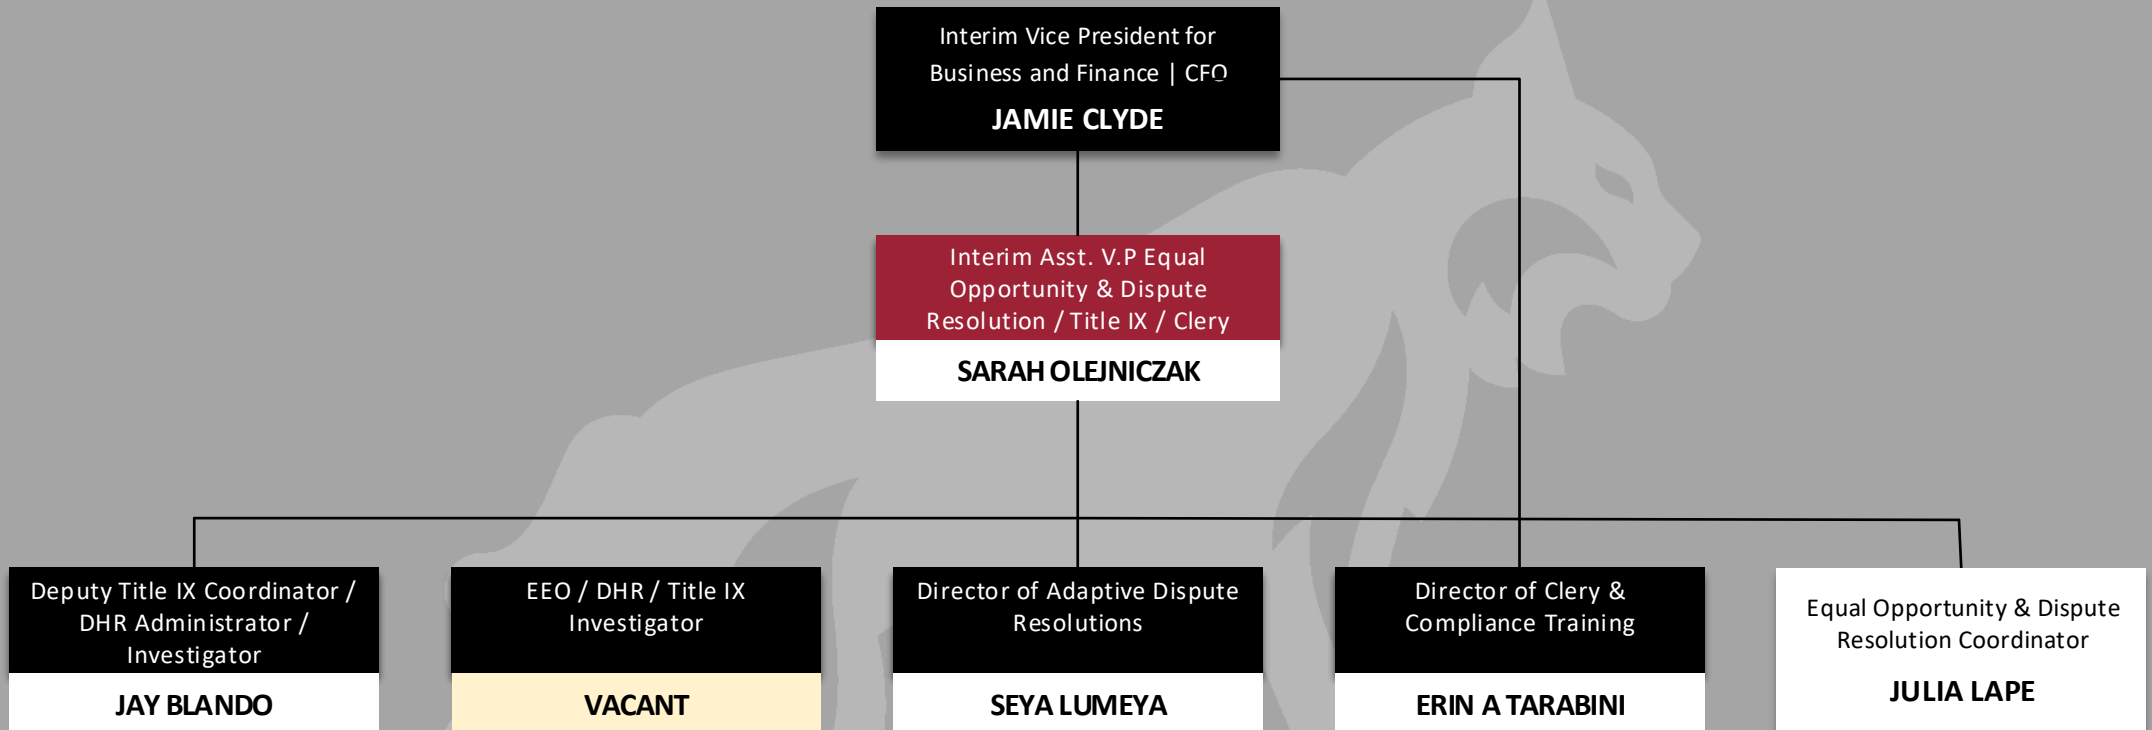 Interim Vice President for
Business and Finance | CFO
JAMIE CLYDE
Interim Asst. V.P Equal
Opportunity & Dispute
Resolution / Title IX / Clery
SARAH OLEJNICZAK
Deputy Title IX Coordinator /
DHR Administrator /
Investigator
JAY BLANDO
EEO / DHR / Title IX
Investigator
VACANT
Director of Adaptive Dispute
Resolutions
SEYA LUMEYA
Director of Clery &
Compliance Training
ERIN A TARABINI
Equal Opportunity & Dispute
Resolution Coordinator
JULIA LAPE